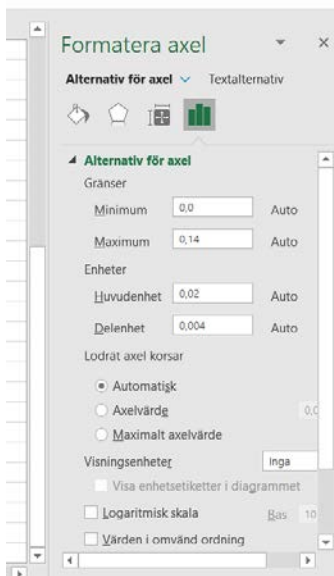 Formatera axel
Alternativ för axel Textalternativ
Alternativ för axel
Gränser
Minimum 0,0 Auto
Maximum 0,14 Auto
Enheter
Huvudenhet 0,02 Auto
Delenhet 0,004 Auto
Lodrät axel korsar
Automatisk
Axelvärde 0,0
Maximalt axelvärde
Visningsenheter Inga
Visa enhetsetiketter i diagrammet
Logaritmisk skala Bas 10
Värden i omvänd ordning